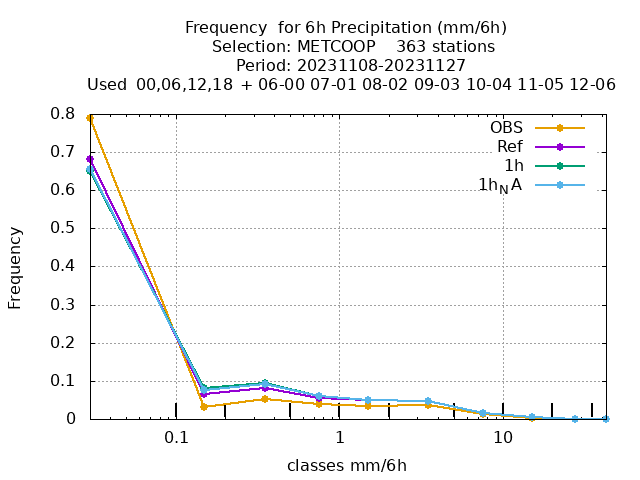 Frequency  for 6h Precipitation (mm/6h)
Selection: METCOOP    363 stations
Period: 20231108-20231127
Used  00,06,12,18  + 06-00 07-01 08-02 09-03 10-04 11-05 12-06
0.8
0.7
0.6
0.5
0.4
0.3
0.2
0.1
0
Frequency
OBS
Ref
1h
1h_NA
0.1 1 10
classes mm/6h